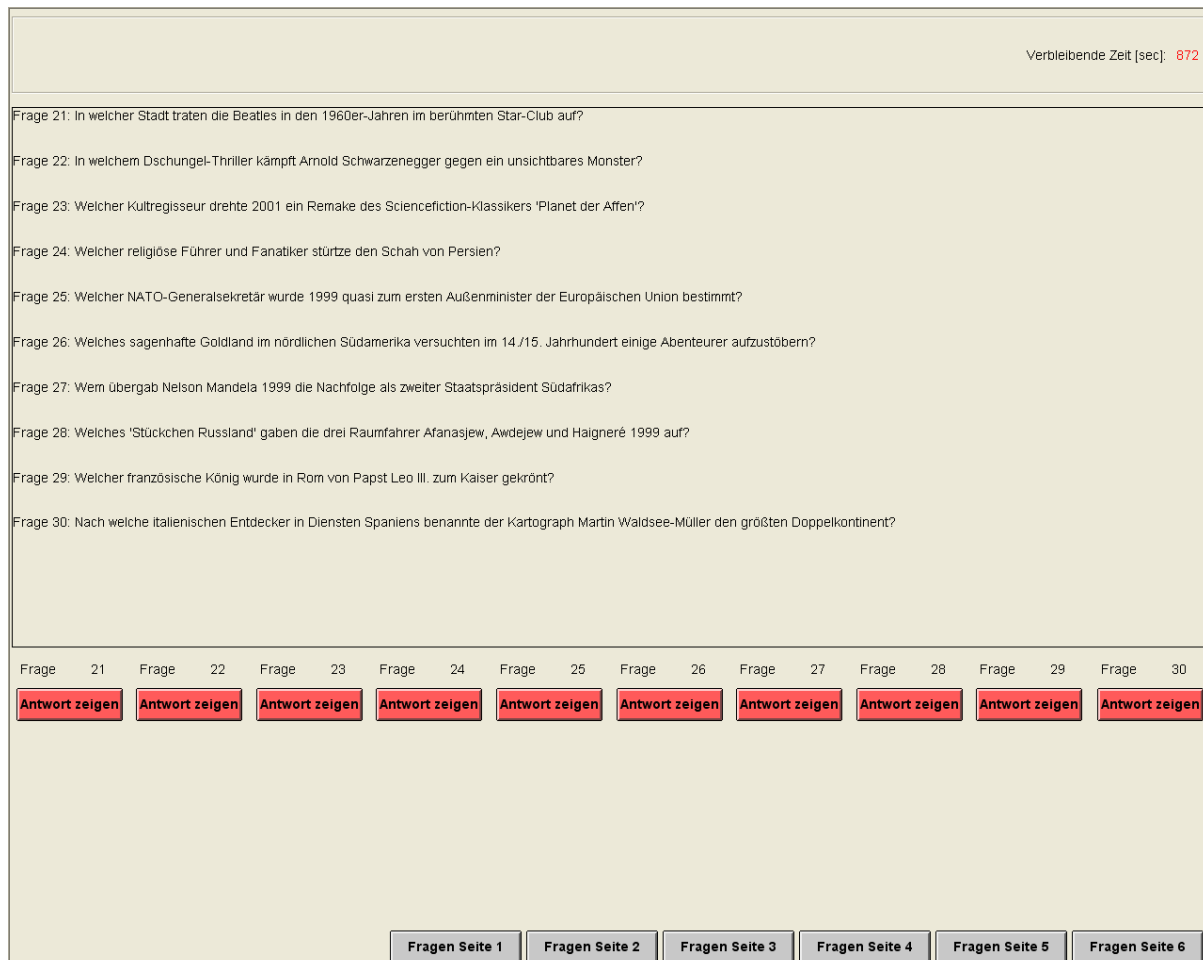 Verbleibende Zeit [sec]: 872
Frage 21: In welcher Stadt traten die Beatles in den 1960er-Jahren im berühmten Star-Club auf?
Frage 22: In welchem Dschungel-Thriller kämpft Arnold Schwarzenegger gegen ein unsichtbares Monster?
Frage 23: Welcher Kultregisseur drehte 2001 ein Remake des Sciencefiction-Klassikers 'Planet der Affen'?
Frage 24: Welcher religiöse Führer und Fanatiker stürtze den Schah von Persien?
Frage 25: Welcher NATO-Generalsekretär wurde 1999 quasi zum ersten Außenminister der Europäischen Union bestimmt?
Frage 26: Welches sagenhafte Goldland im nördlichen Südamerika versuchten im 14./15. Jahrhundert einige Abenteurer aufzustöbern?
Frage 27: Wem übergab Nelson Mandela 1999 die Nachfolge als zweiter Staatspräsident Südafrikas?
Frage 28: Welches 'Stückchen Russland' gaben die drei Raumfahrer Afanasjew, Awdejew und Haigneré 1999 auf?
Frage 29: Welcher französische König wurde in Rom von Papst Leo III. zum Kaiser gekrönt?
Frage 30: Nach welche italienischen Entdecker in Diensten Spaniens benannte der Kartograph Martin Waldsee-Müller den größten Doppelkontinent?
Frage 21 Frage 22 Frage 23 Frage 24 Frage 25 Frage 26 Frage 27 Frage 28 Frage 29 Frage 30
Antwort zeigen Antwort zeigen Antwort zeigen Antwort zeigen Antwort zeigen Antwort zeigen Antwort zeigen Antwort zeigen Antwort zeigen Antwort zeigen
Fragen Seite 1 Fragen Seite 2 Fragen Seite 3 Fragen Seite 4 Fragen Seite 5 Fragen Seite 6